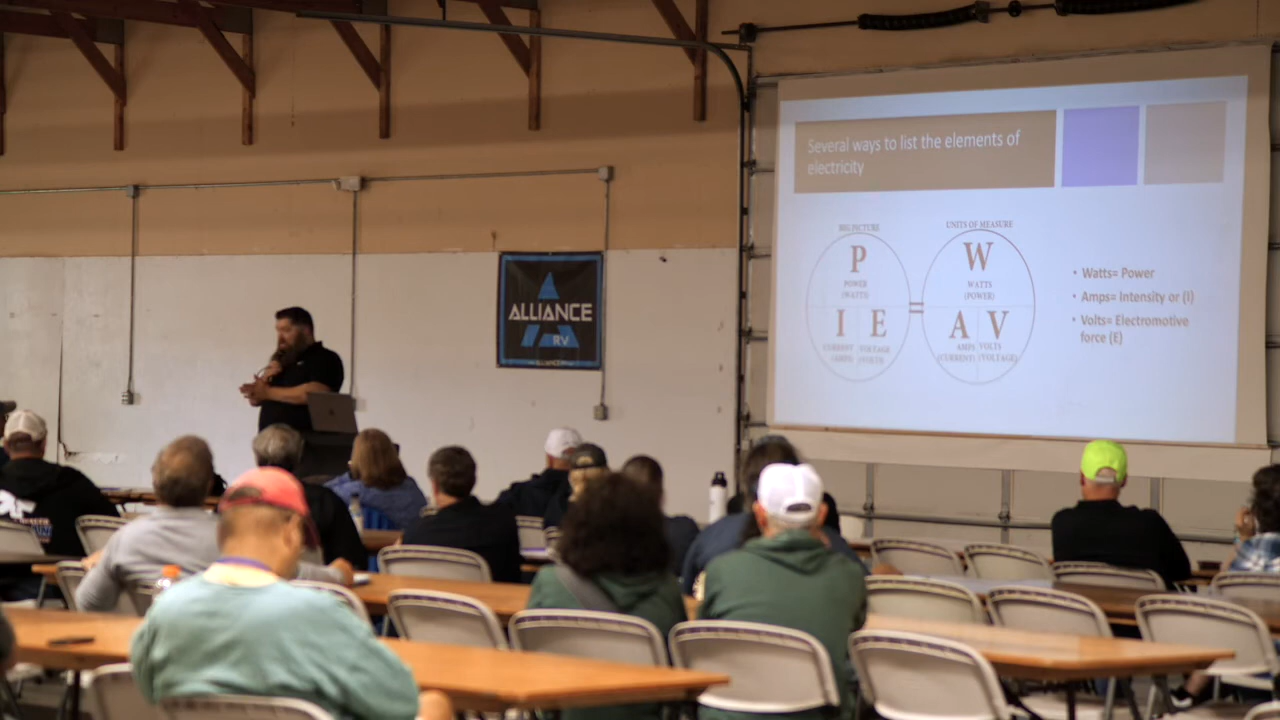 Several ways to list the elements of
electricity
BIG PICTURE
P
POWER
(WATTS)
I E
CURRENT VOLTAGE
(AMPS)
=
UNITS OF MEASURE
W
WATTS
(POWER)
A V
AMPS VOLTS
(CURRENT) (VOLTAGE)
• Watts= Power
• Amps= Intensity or (I)
• Volts= Electromotive
force (E)
ALLIANCE
RV